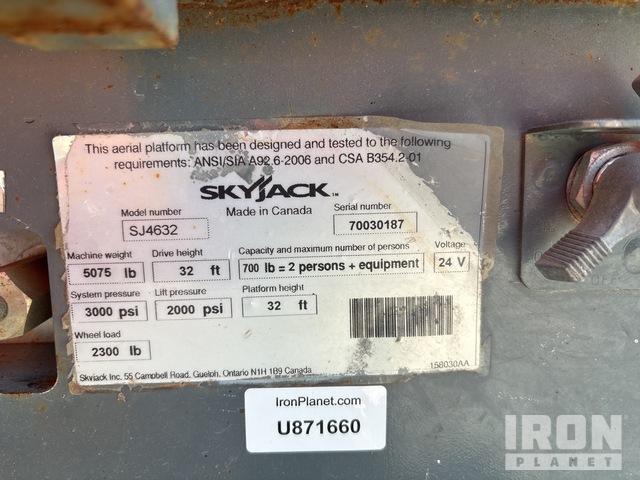 This aerial platform has been designed and tested to the following
requirements: ANSI/SIA A92.6-2006 and CSA B354.2-01
SKYJACK™
Made in Canada
Model number
SJ4632
Serial number
70030187
Machine weight
5075 lb
Drive height
32 ft
Capacity and maximum number of persons
700 lb = 2 persons + equipment
Voltage
24 V
System pressure
3000 psi
Lift pressure
2000 psi
Platform height
32 ft
Wheel load
2300 lb
158030AA
Skyjack Inc. 55 Campbell Road, Guelph, Ontario N1H 1B9 Canada
IronPlanet.com
U871660
IRON
PLANET